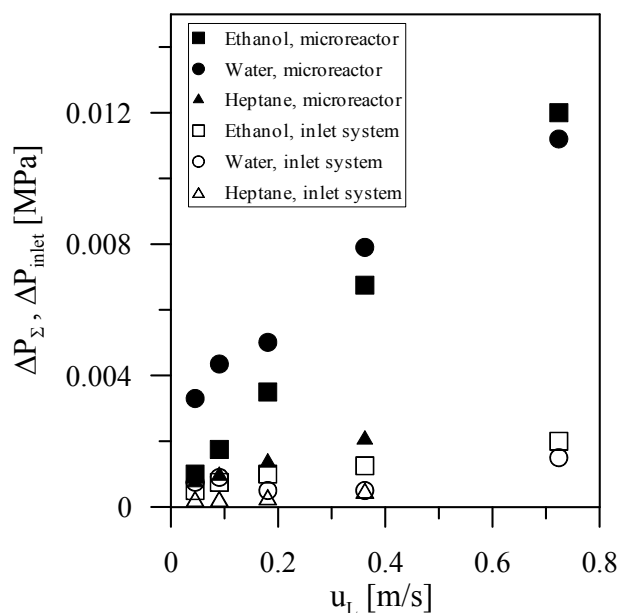 Ethanol, microreactor
Water, microreactor
Heptane, microreactor
Ethanol, inlet system
Water, inlet system
Heptane, inlet system
0.012
0.008
0.004
0
ΔP_Σ , ΔP_inlet [MPa]
0 0.2 0.4 0.6 0.8
u_L [m/s]